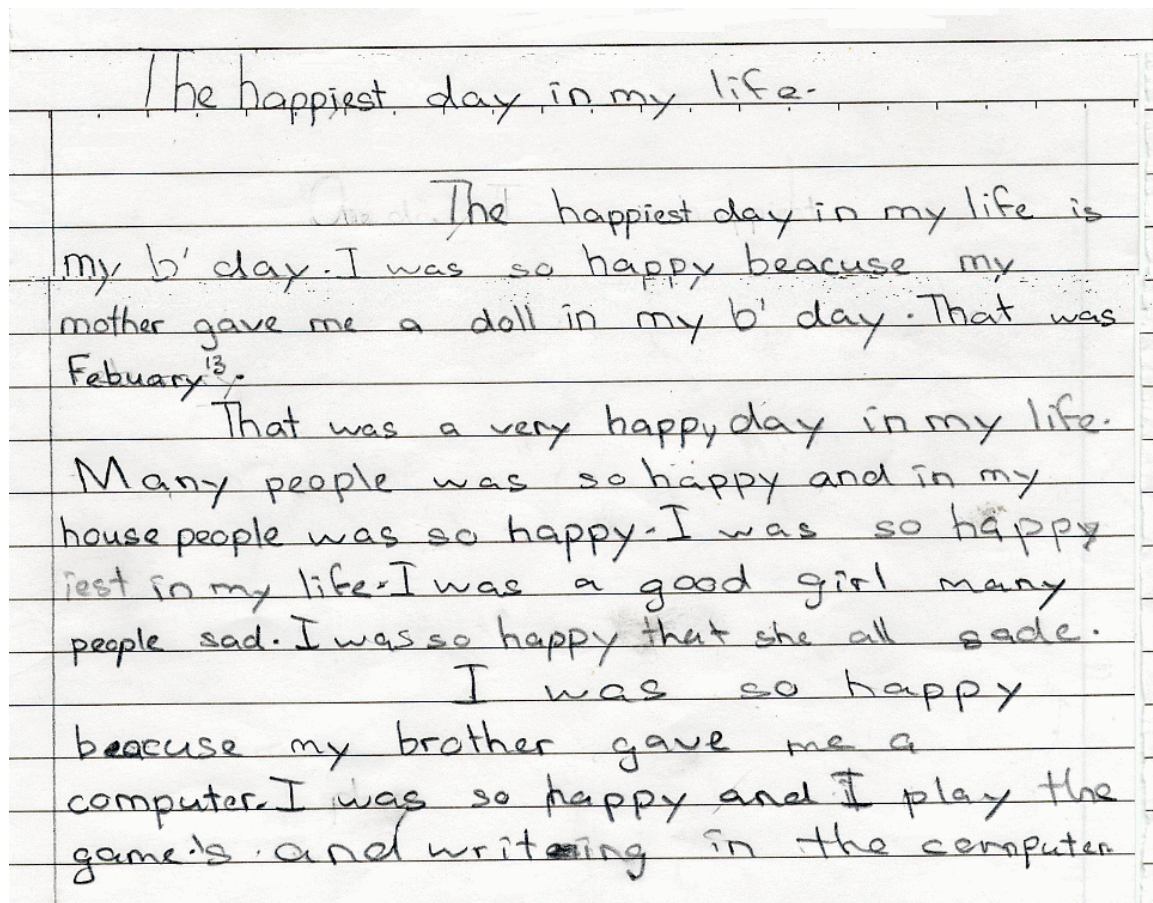 The happiest day in my life.
The happiest day in my life is
my b'day. I was so happy beacuse my
mother gave me a doll in my b'day. That was
Febuary 13.
That was a very happy day in my life.
Many people was so happy and in my
house people was so happy. I was so happy
iest in my life. I was a good girl many
people sad. I was so happy that she all sade.
I was so happy
beacuse my brother gave me a
computer. I was so happy and I play the
game's and writing in the computer